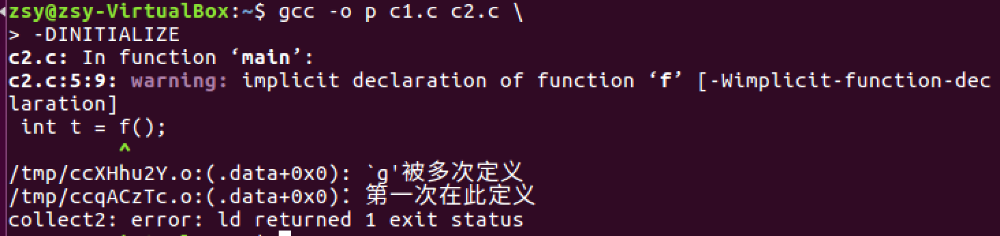 zsy@zsy-VirtualBox:~$ gcc -o p c1.c c2.c \
> -DINITIALIZE
c2.c: In function ‘main’:
c2.c:5:9: warning: implicit declaration of function ‘f’ [-Wimplicit-function-dec
laration]
 int t = f();
         ^
/tmp/ccXHhu2Y.o:(.data+0x0): `g'被多次定义
/tmp/ccqACzTc.o:(.data+0x0): 第一次在此定义
collect2: error: ld returned 1 exit status